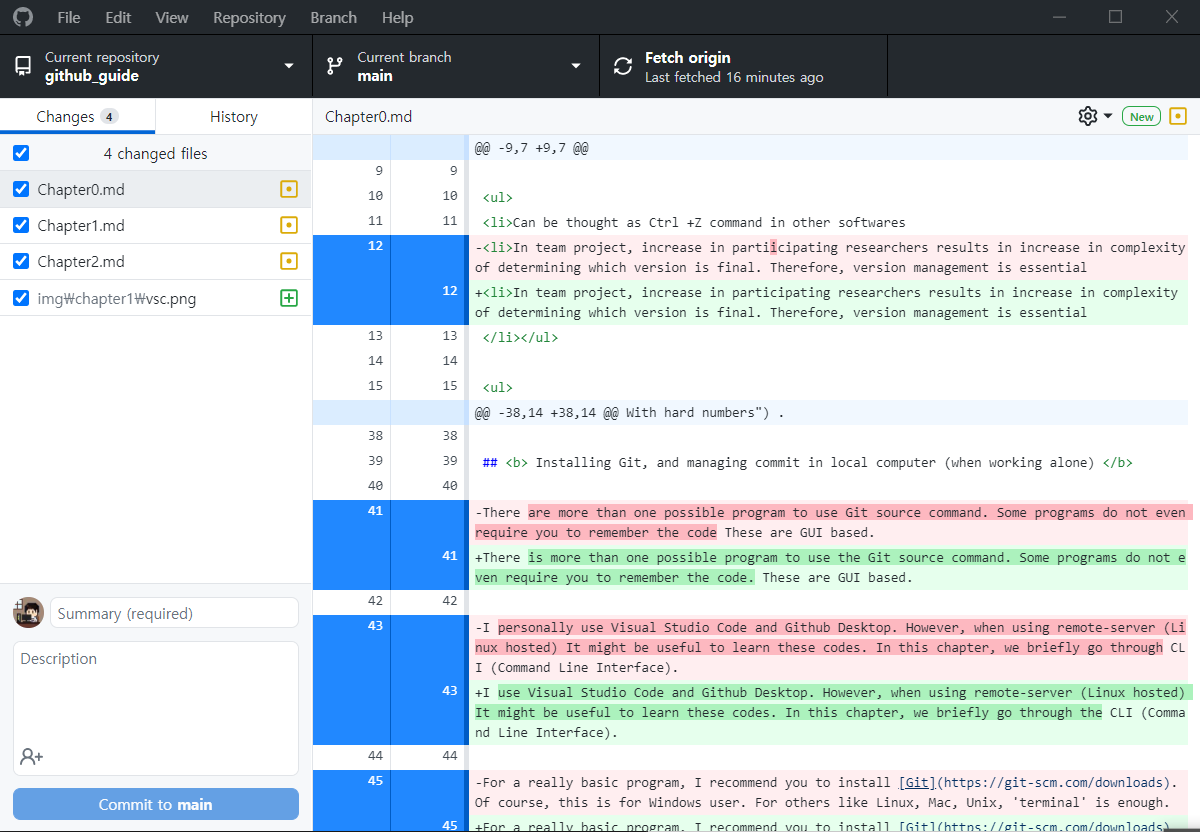 File Edit View Repository Branch Help
Current repository
github_guide
Current branch
main
Fetch origin
Last fetched 16 minutes ago
Changes 4
History
4 changed files
Chapter0.md
Chapter1.md
Chapter2.md
img₩chapter1₩vsc.png
Summary (required)
Description
Commit to main
Chapter0.md
New
@@ -9,7 +9,7 @@
9 9
10 10 <ul>
11 11 <li>Can be thought as Ctrl +Z command in other softwares
12 -<li>In team project, increase in partiicipating researchers results in increase in complexity
of determining which version is final. Therefore, version management is essential
12 +<li>In team project, increase in participating researchers results in increase in complexity
of determining which version is final. Therefore, version management is essential
13 13 </li></ul>
14 14
15 15 <ul>
@@ -38,14 +38,14 @@ With hard numbers") .
38 38
39 39 ## <b> Installing Git, and managing commit in local computer (when working alone) </b>
40 40
41 -There are more than one possible program to use Git source command. Some programs do not even
require you to remember the code These are GUI based.
41 +There is more than one possible program to use the Git source command. Some programs do not e
ven require you to remember the code. These are GUI based.
42 42
43 -I personally use Visual Studio Code and Github Desktop. However, when using remote-server (Li
nux hosted) It might be useful to learn these codes. In this chapter, we briefly go through CL
I (Command Line Interface).
43 +I use Visual Studio Code and Github Desktop. However, when using remote-server (Linux hosted)
It might be useful to learn these codes. In this chapter, we briefly go through the CLI (Comma
nd Line Interface).
44 44
45 -For a really basic program, I recommend you to install [Git](https://git-scm.com/downloads).
Of course, this is for Windows user. For others like Linux, Mac, Unix, 'terminal' is enough.
45 +For a really basic program, I recommend you to install [Git](https://git-scm.com/downloads)